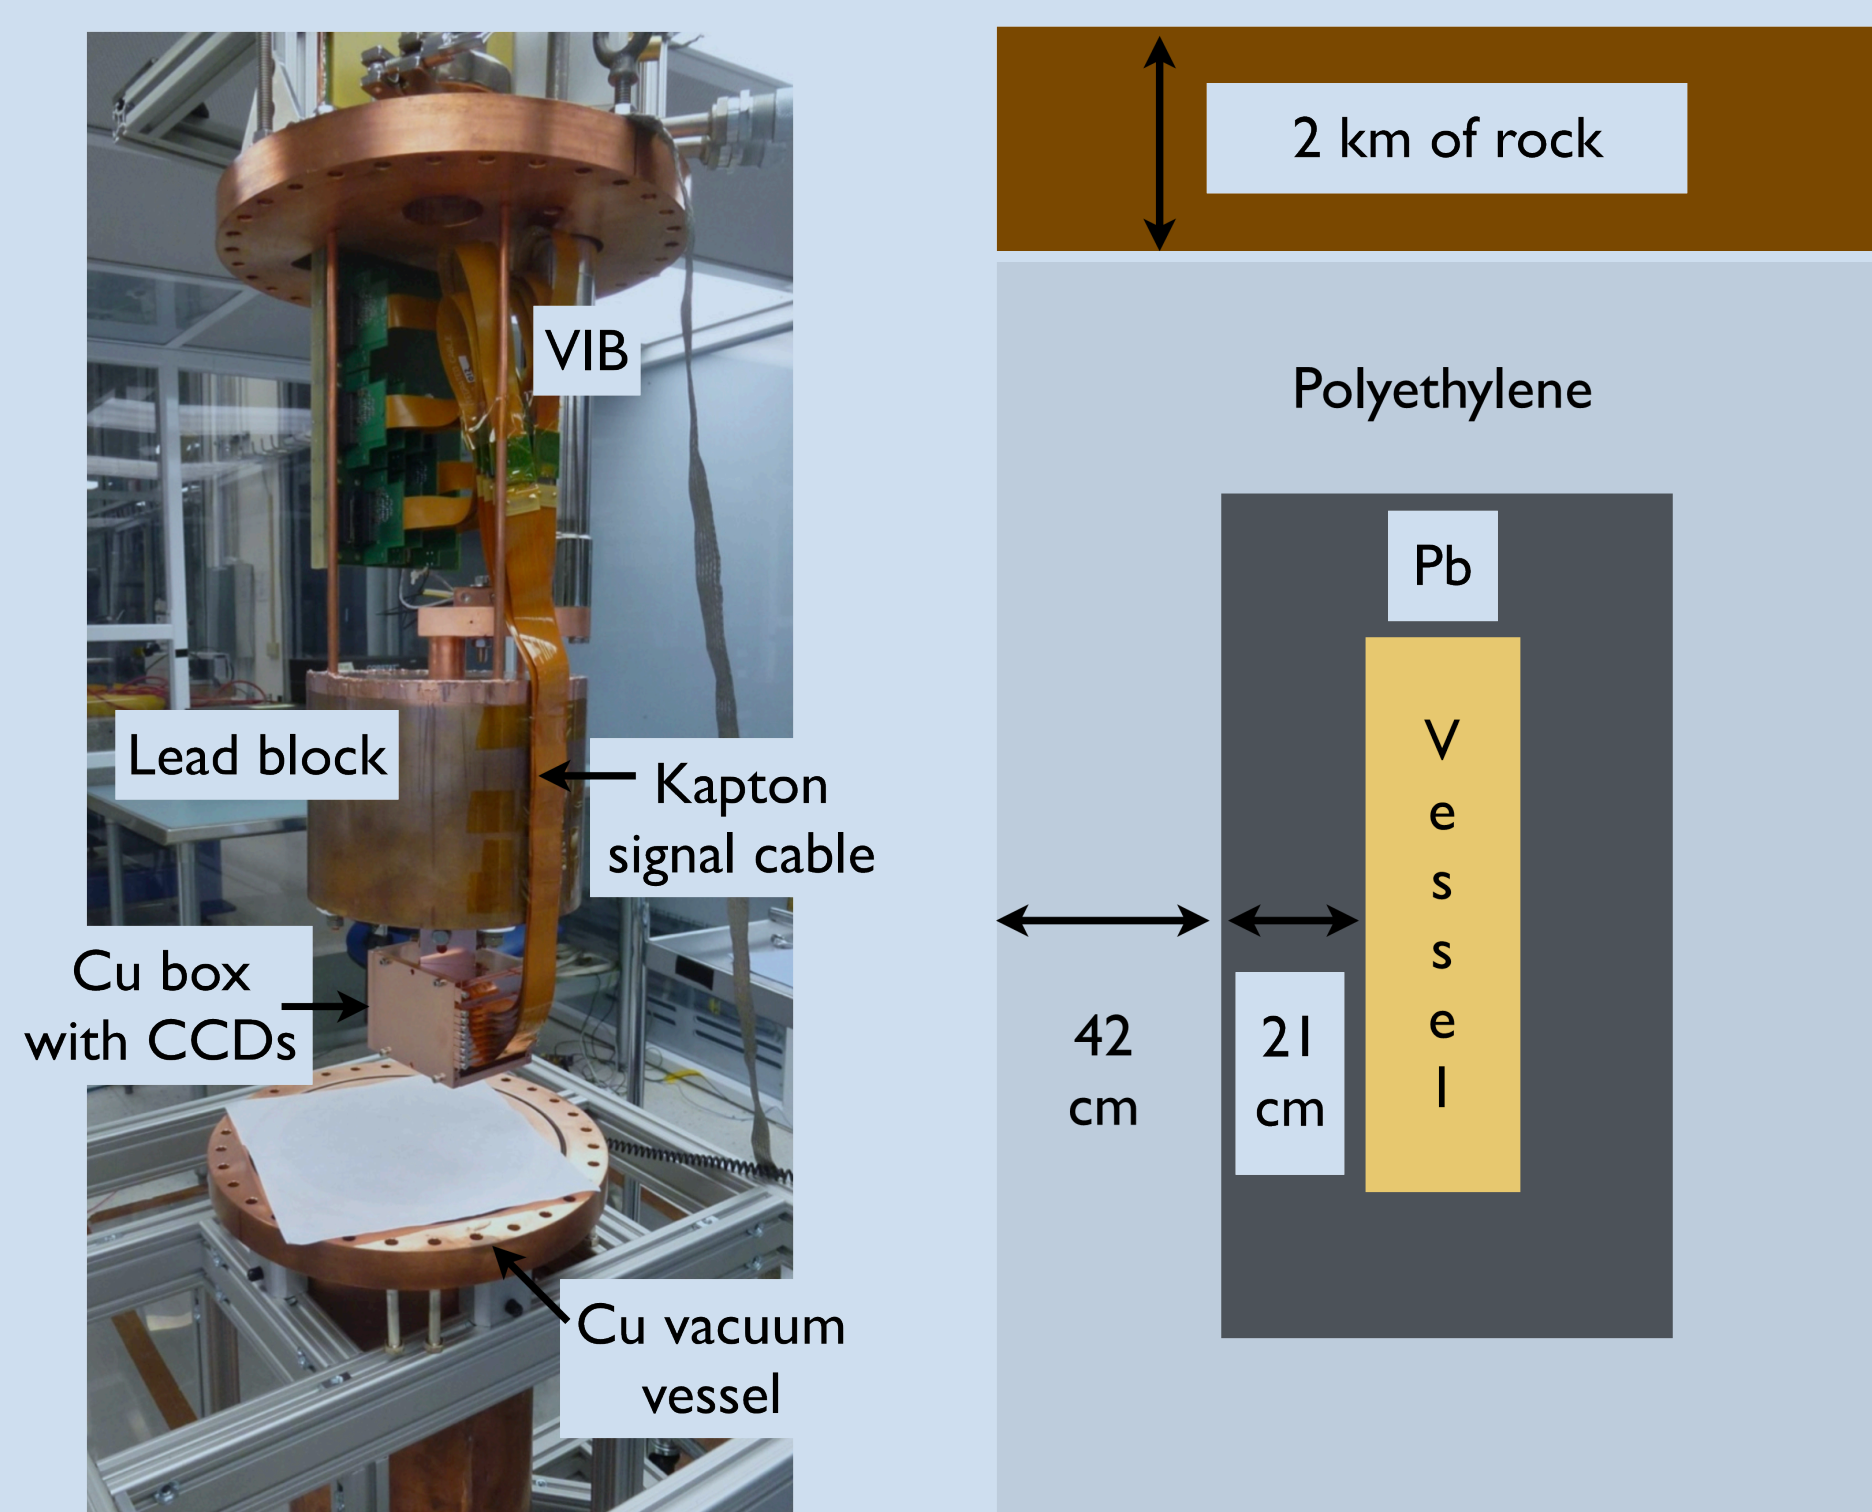 VIB
Lead block
Kapton
signal cable
Cu box
with CCDs
Cu vacuum
vessel
2 km of rock
Polyethylene
Pb
V
e
s
s
e
l
42
cm
21
cm